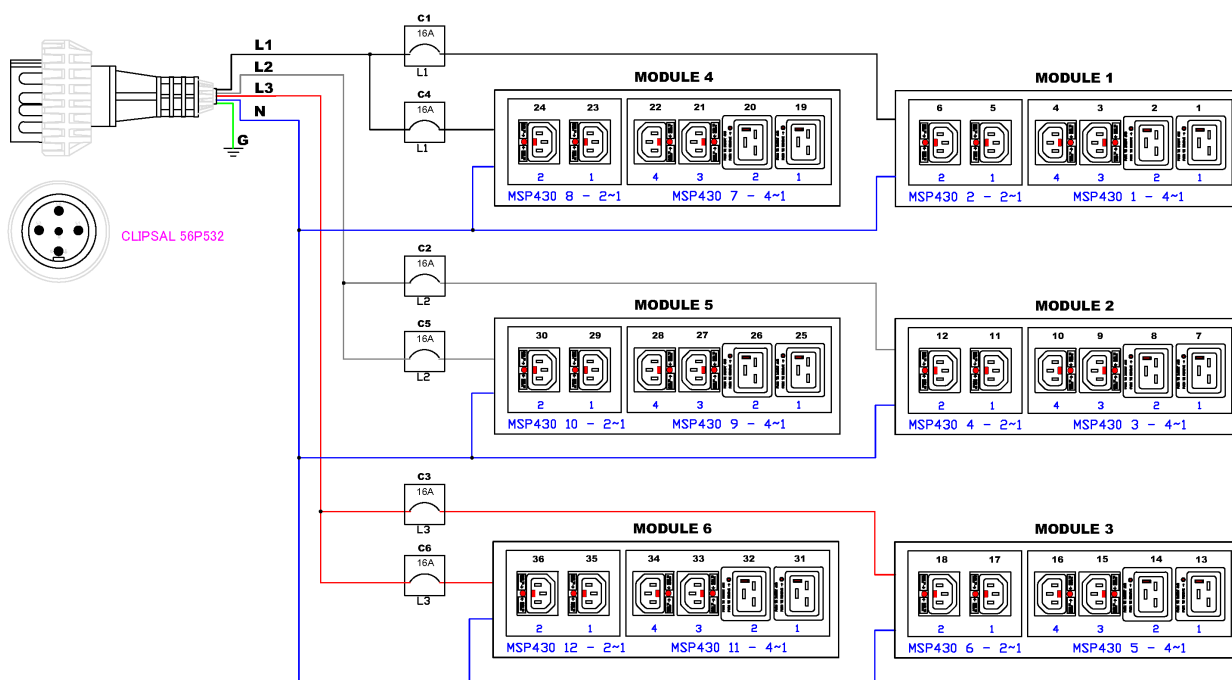 C1
16A
L1
L1
L2
L3
N
G
C4
16A
L1
MODULE 4
24 23 22 21 20 19
2 1 4 3 2 1
MSP430 8 - 2~1 MSP430 7 - 4~1
MODULE 1
6 5 4 3 2 1
2 1 4 3 2 1
MSP430 2 - 2~1 MSP430 1 - 4~1
CLIPSAL 56P532
C2
16A
L2
C5
16A
L2
MODULE 5
30 29 28 27 26 25
2 1 4 3 2 1
MSP430 10 - 2~1 MSP430 9 - 4~1
MODULE 2
12 11 10 9 8 7
2 1 4 3 2 1
MSP430 4 - 2~1 MSP430 3 - 4~1
C3
16A
L3
C6
16A
L3
MODULE 6
36 35 34 33 32 31
2 1 4 3 2 1
MSP430 12 - 2~1 MSP430 11 - 4~1
MODULE 3
18 17 16 15 14 13
2 1 4 3 2 1
MSP430 6 - 2~1 MSP430 5 - 4~1